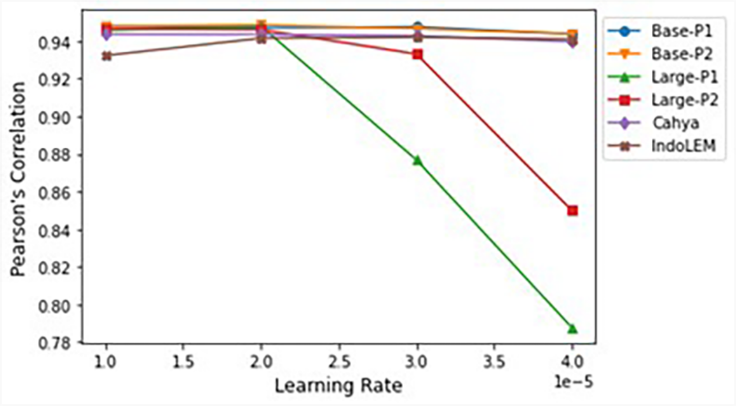 Pearson's Correlation
0.94
0.92
0.90
0.88
0.86
0.84
0.82
0.80
0.78
1.0 1.5 2.0 2.5 3.0 3.5 4.0
1e−5
Learning Rate
Base-P1
Base-P2
Large-P1
Large-P2
Cahya
IndoLEM